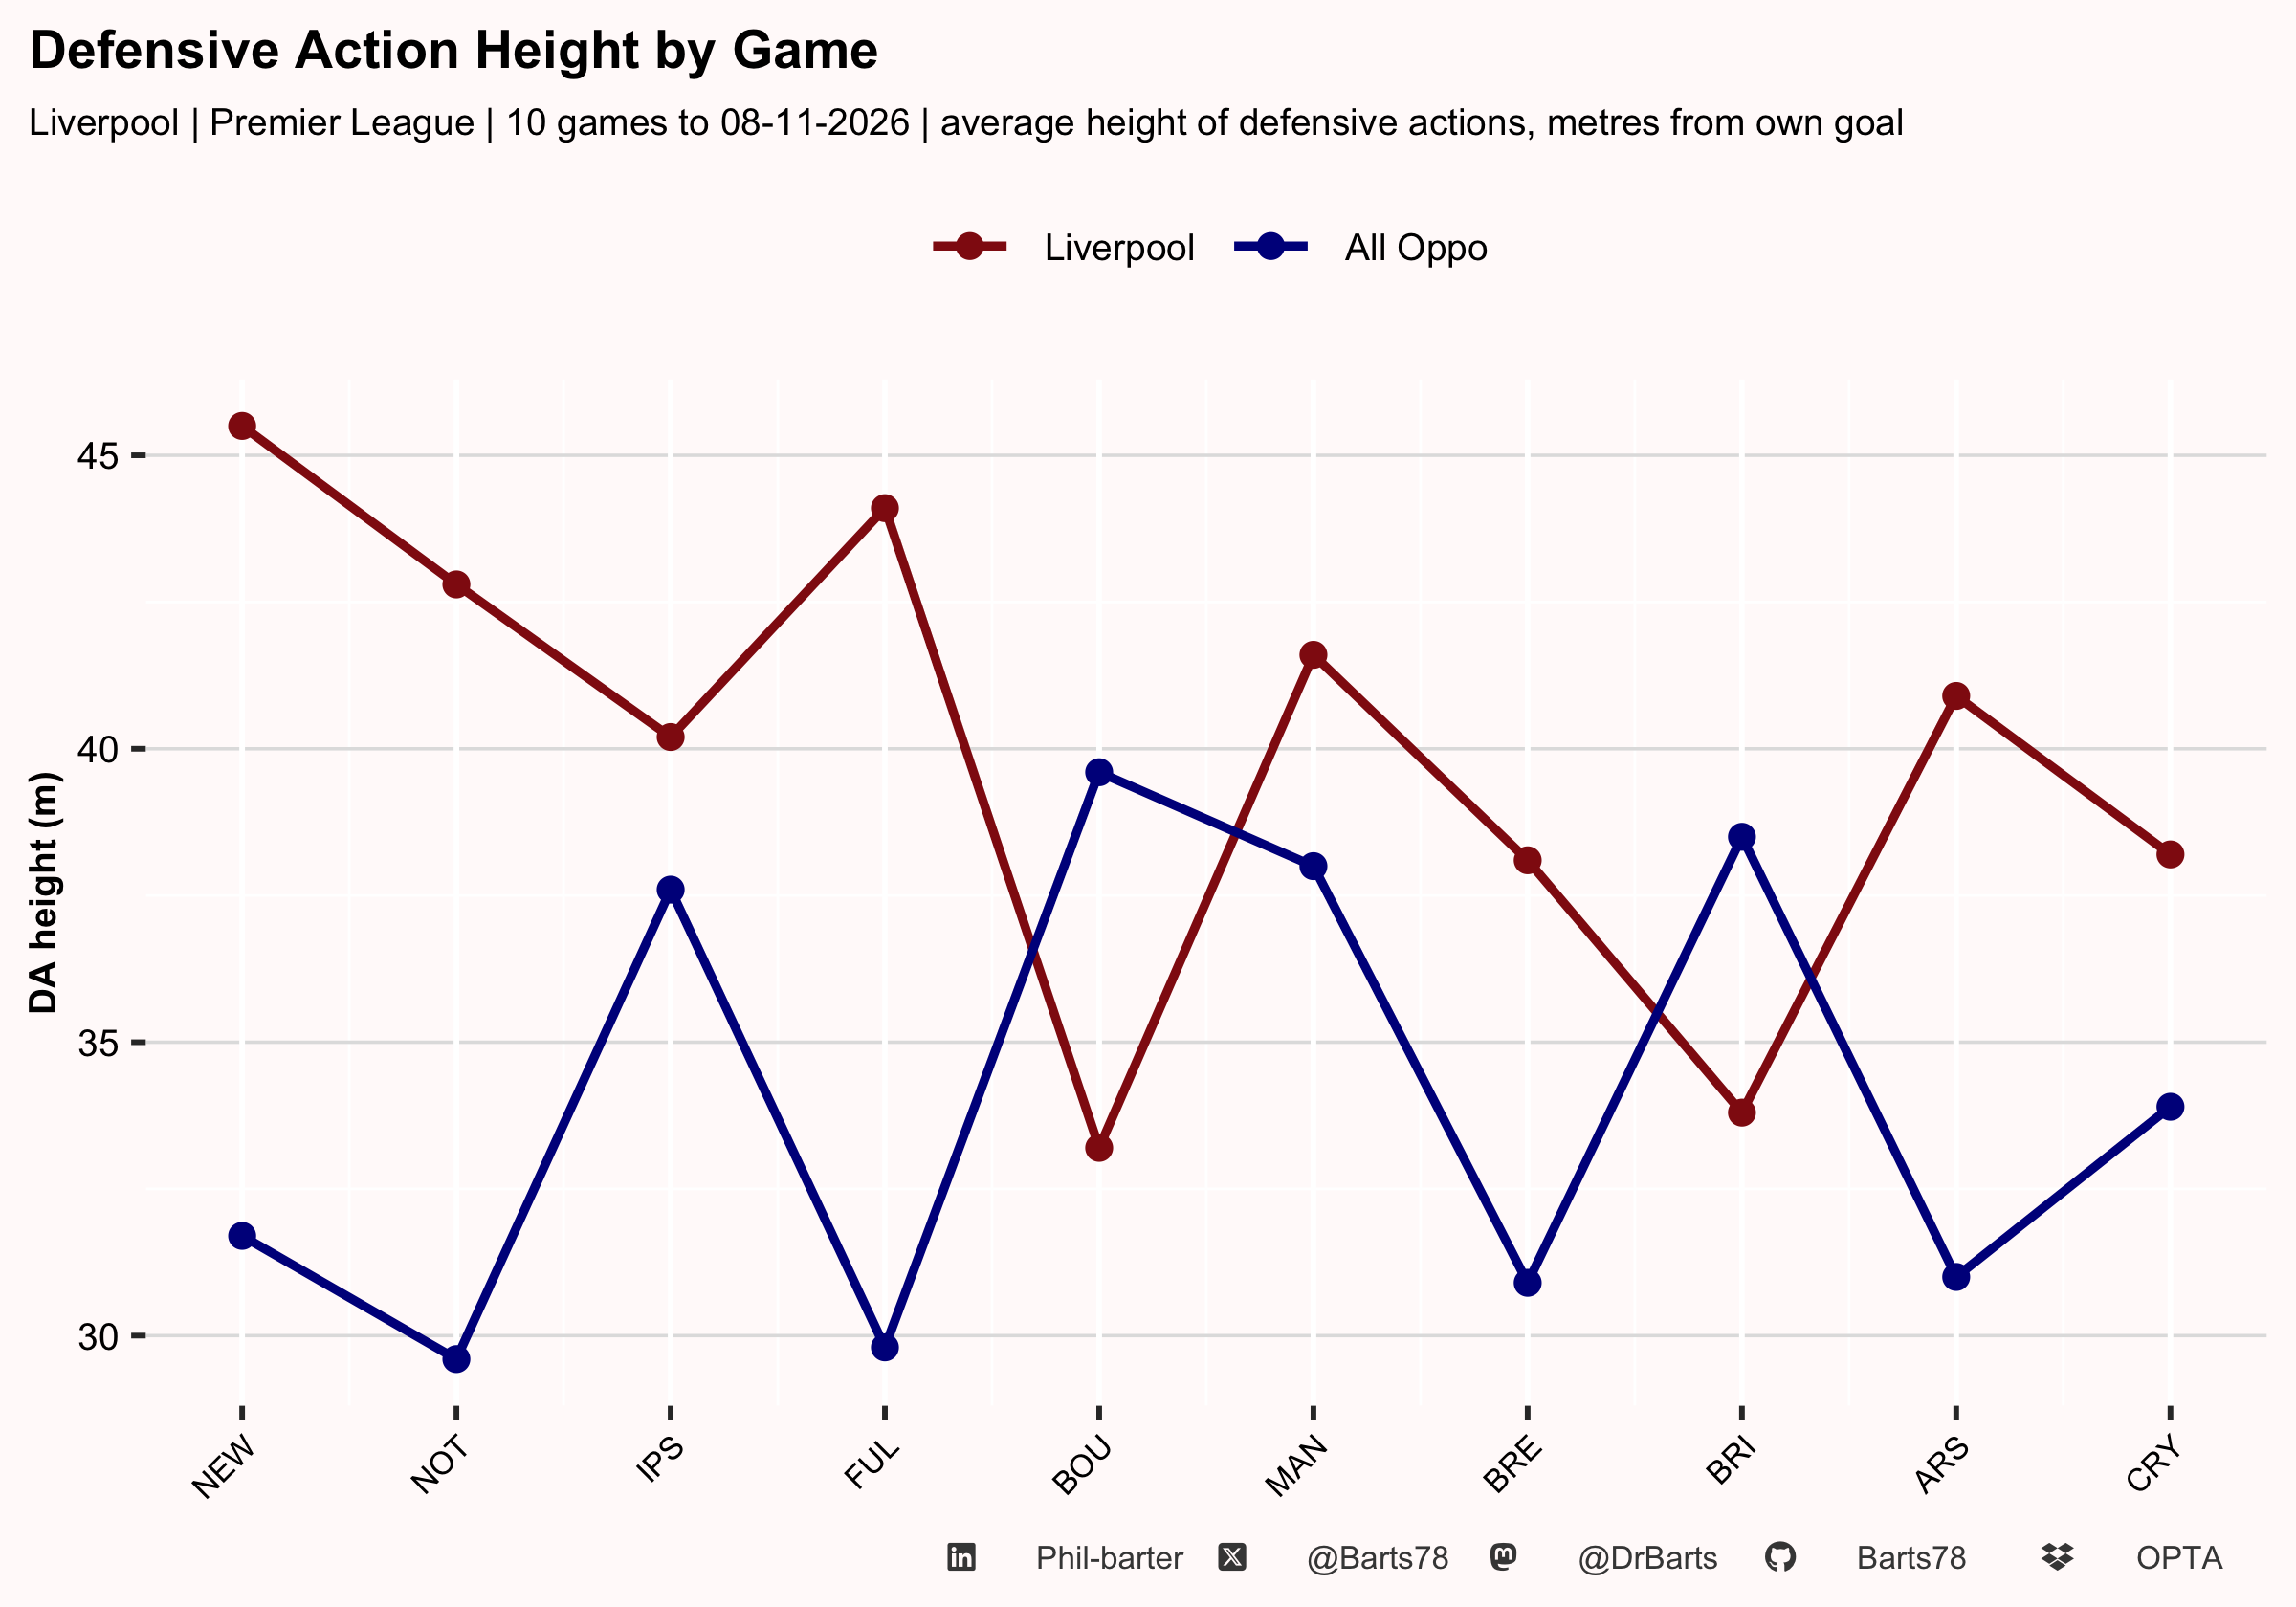 Defensive Action Height by Game
Liverpool | Premier League | 10 games to 08-11-2026 | average height of defensive actions, metres from own goal
Liverpool All Oppo
DA height (m)
45
40
35
30
NEW NOT IPS FUL BOU MAN BRE BRI ARS CRY
Phil-barter @Barts78 @DrBarts Barts78 OPTA